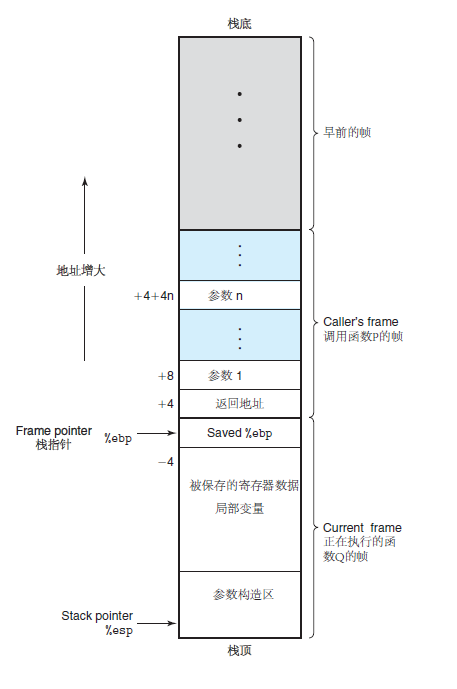 栈底
早前的帧
地址增大
+4+4n
参数 n
Caller's frame
调用函数P的帧
+8
参数 1
+4
返回地址
Frame pointer
栈指针
%ebp
Saved %ebp
−4
被保存的寄存器数据
局部变量
Current frame
正在执行的函
数Q的帧
参数构造区
Stack pointer
%esp
栈顶